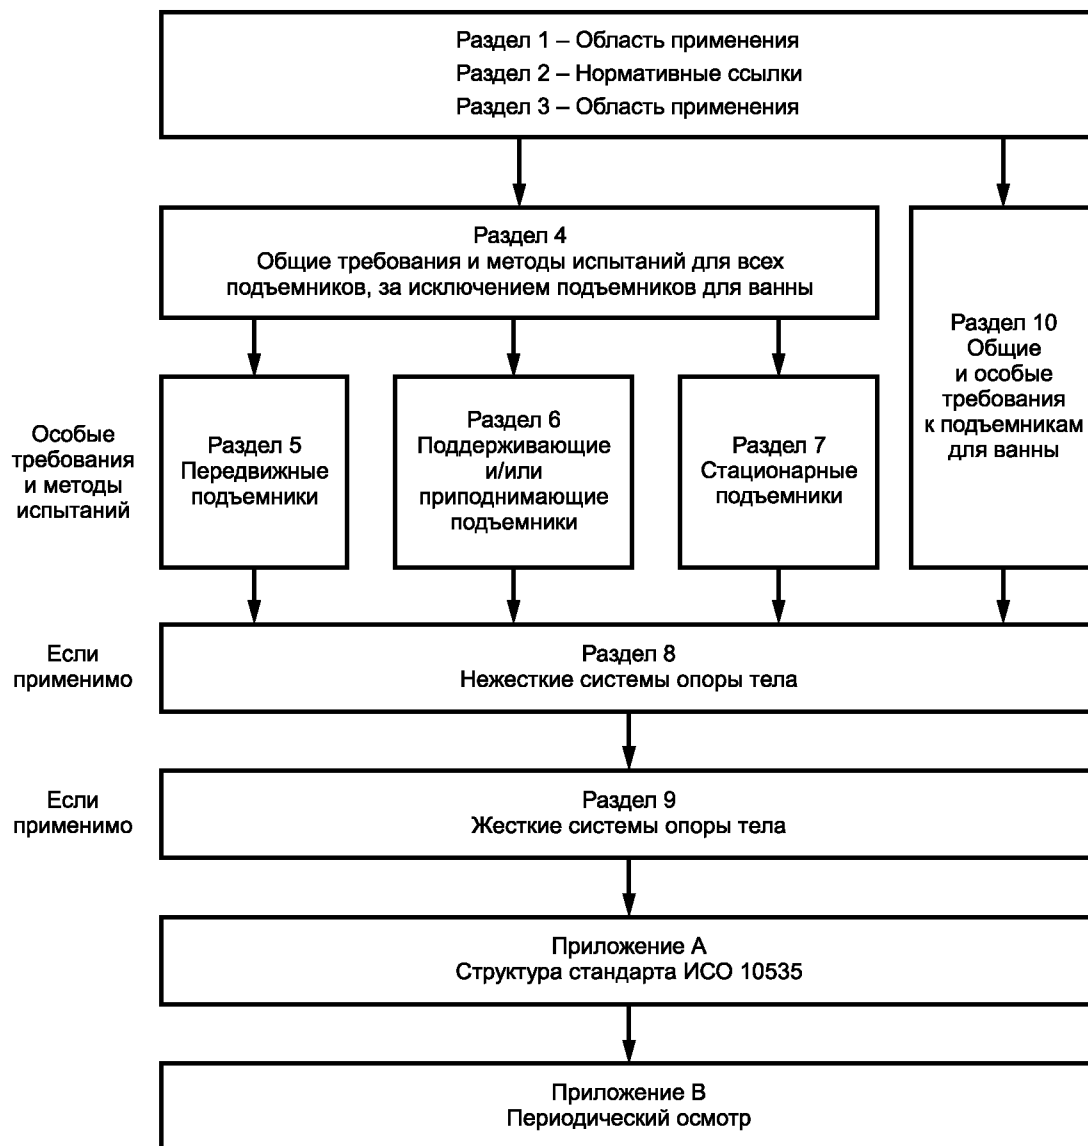 Раздел 1 – Область применения
Раздел 2 – Нормативные ссылки
Раздел 3 – Область применения
Раздел 4
Общие требования и методы испытаний для всех
подъемников, за исключением подъемников для ванны
Раздел 10
Общие
и особые
требования
к подъемникам
для ванны
Особые
требования
и методы
испытаний
Раздел 5
Передвижные
подъемники
Раздел 6
Поддерживающие
и/или
приподнимающие
подъемники
Раздел 7
Стационарные
подъемники
Если
применимо
Раздел 8
Нежесткие системы опоры тела
Если
применимо
Раздел 9
Жесткие системы опоры тела
Приложение А
Структура стандарта ИСО 10535
Приложение В
Периодический осмотр